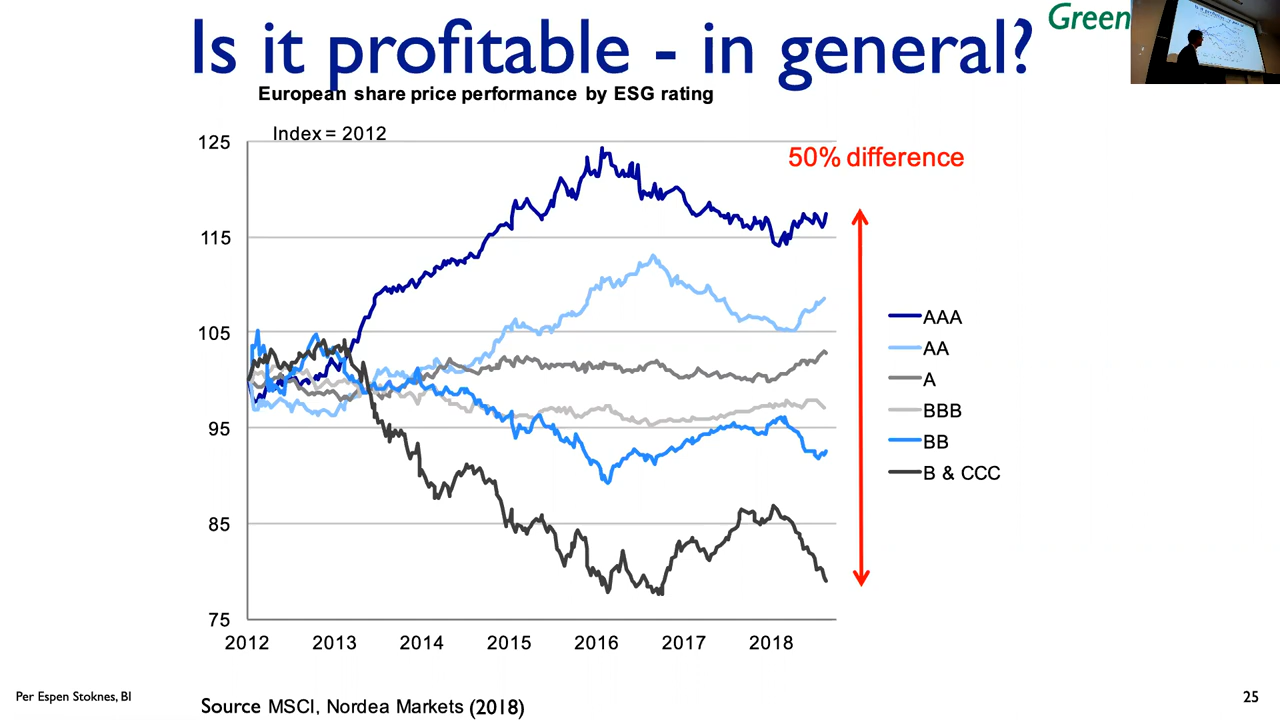 Is it profitable - in general?
Green
European share price performance by ESG rating
Index = 2012
125
115
105
95
85
75
2012 2013 2014 2015 2016 2017 2018
50% difference
AAA
AA
A
BBB
BB
B & CCC
Per Espen Stoknes, BI
Source MSCI, Nordea Markets (2018)
25